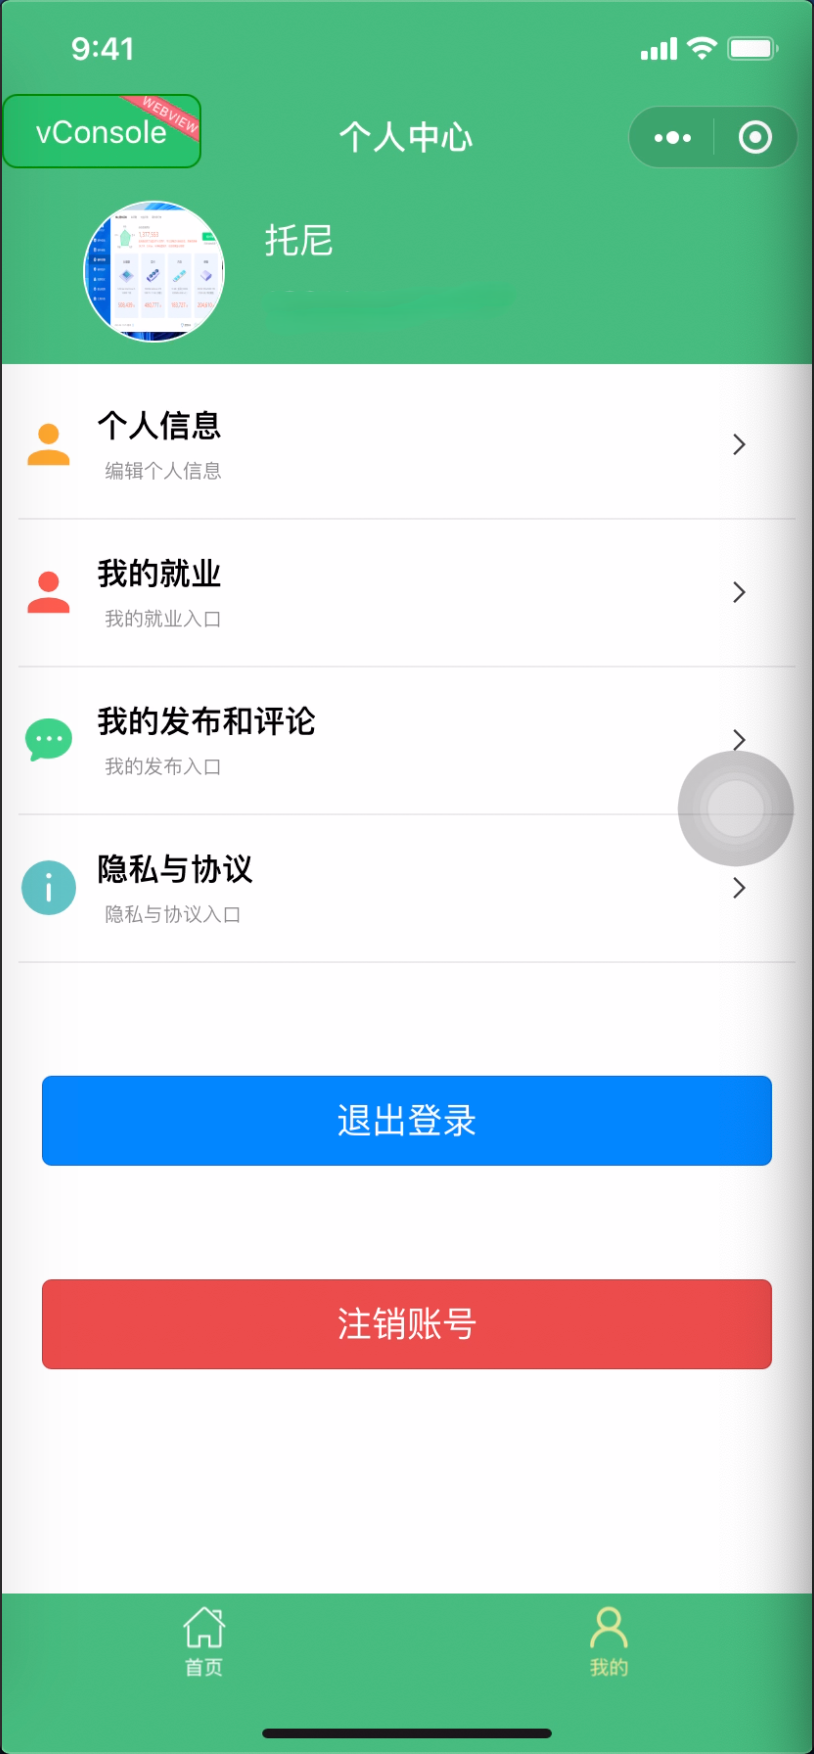 9:41
vConsole
WEBVIEW
个人中心
托尼
个人信息
编辑个人信息
我的就业
我的就业入口
我的发布和评论
我的发布入口
隐私与协议
隐私与协议入口
退出登录
注销账号
首页
我的